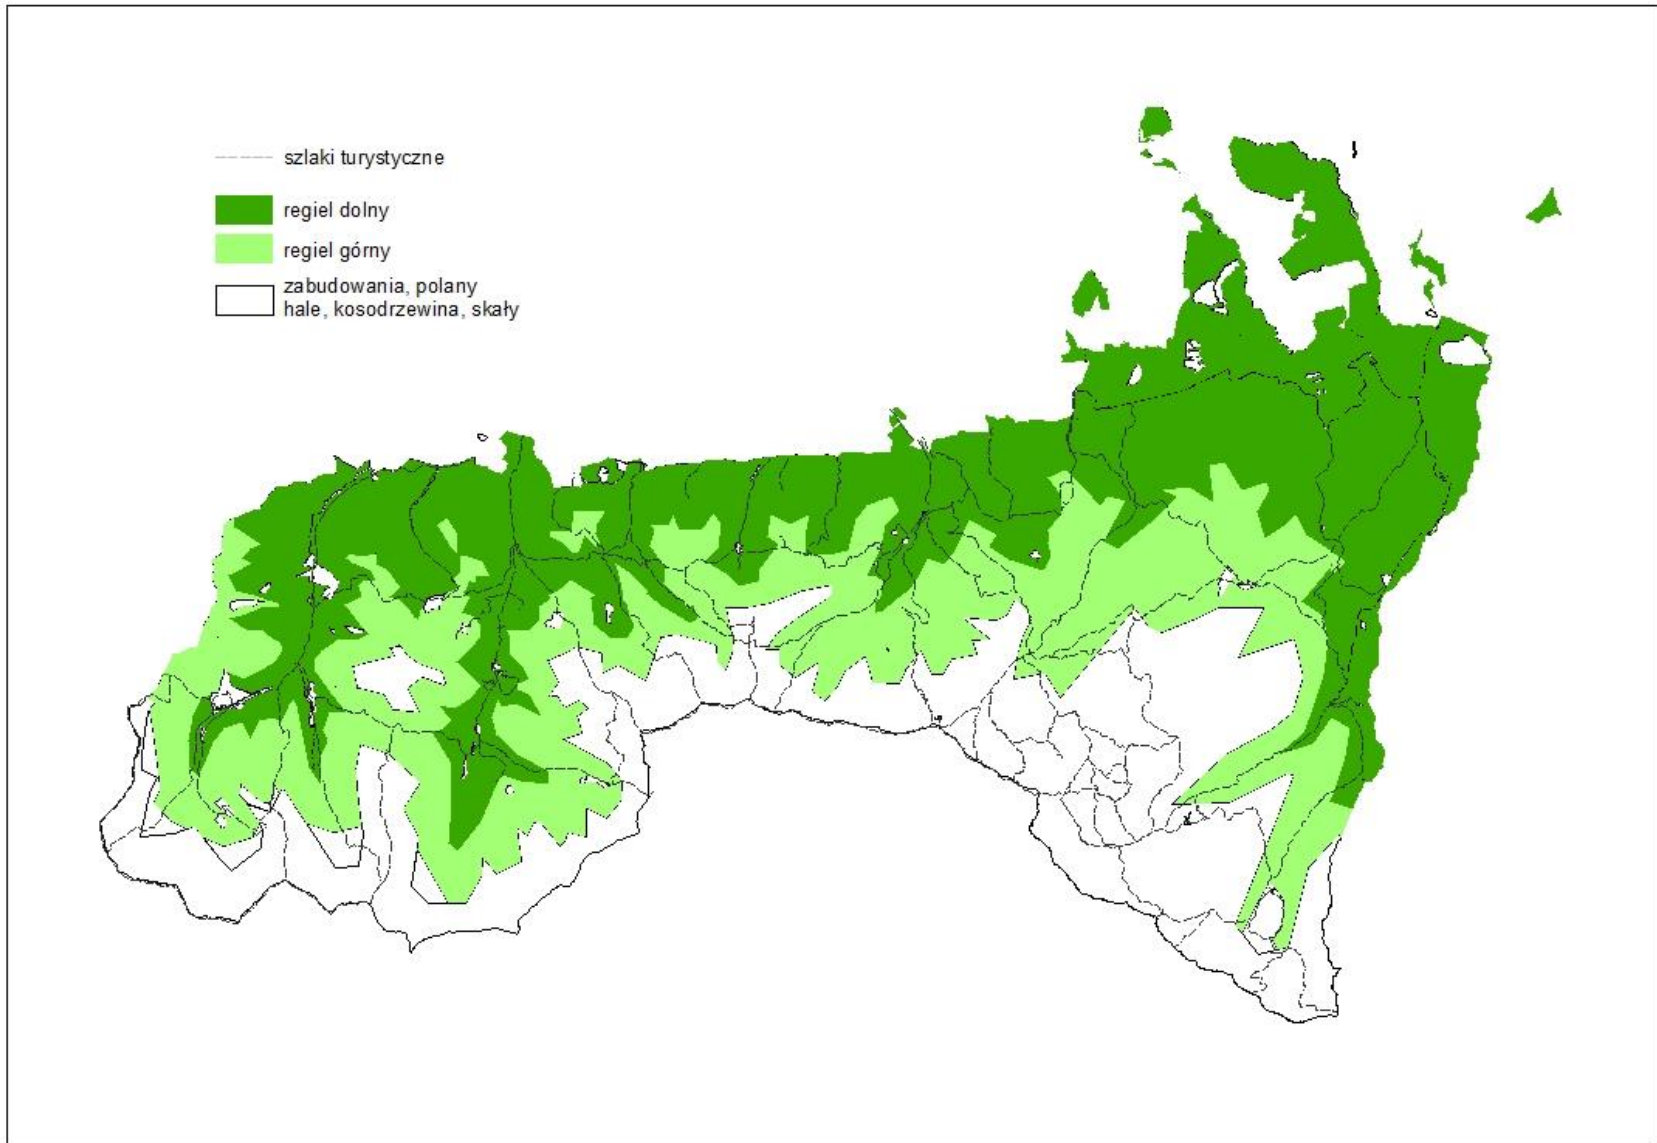 szlaki turystyczne
regiel dolny
regiel górny
zabudowania, polany
hale, kosodrzewina, skały